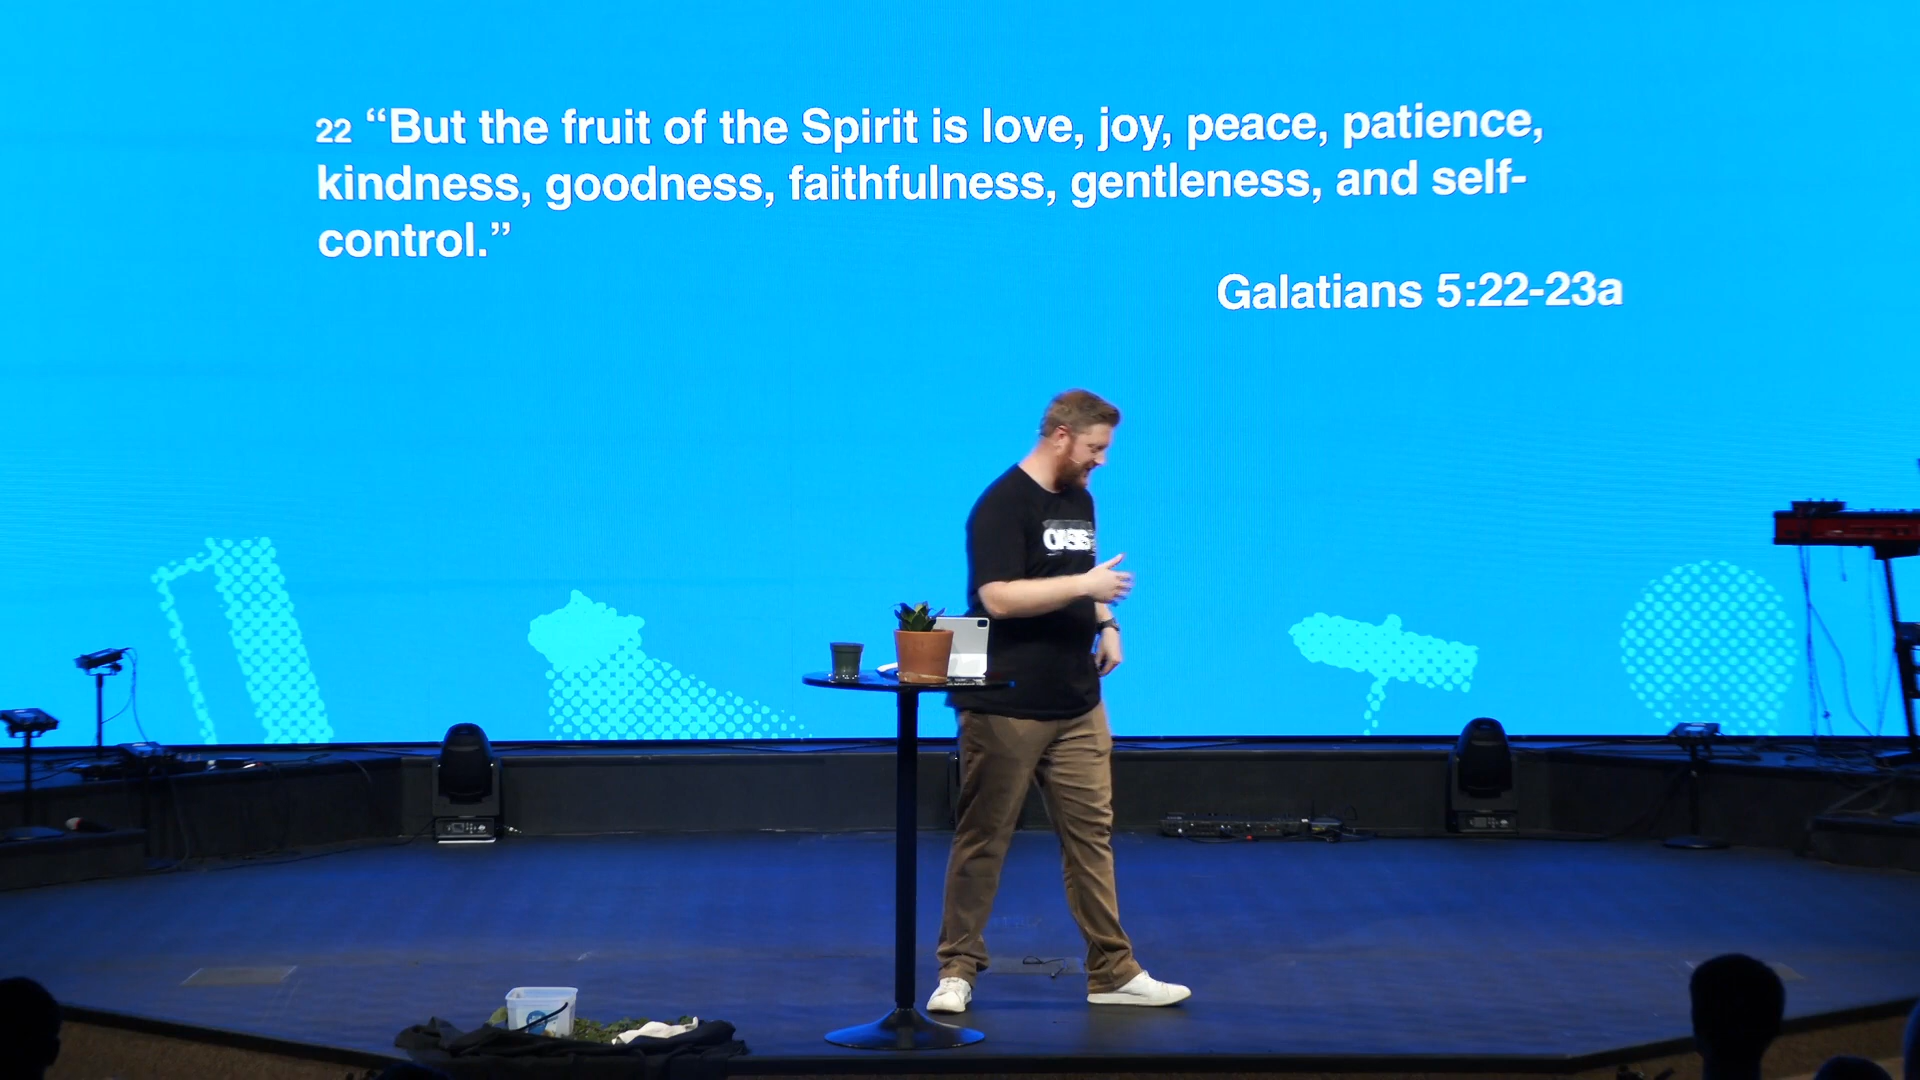 22 “But the fruit of the Spirit is love, joy, peace, patience,
kindness, goodness, faithfulness, gentleness, and self-
control.”
Galatians 5:22-23a
OASIS